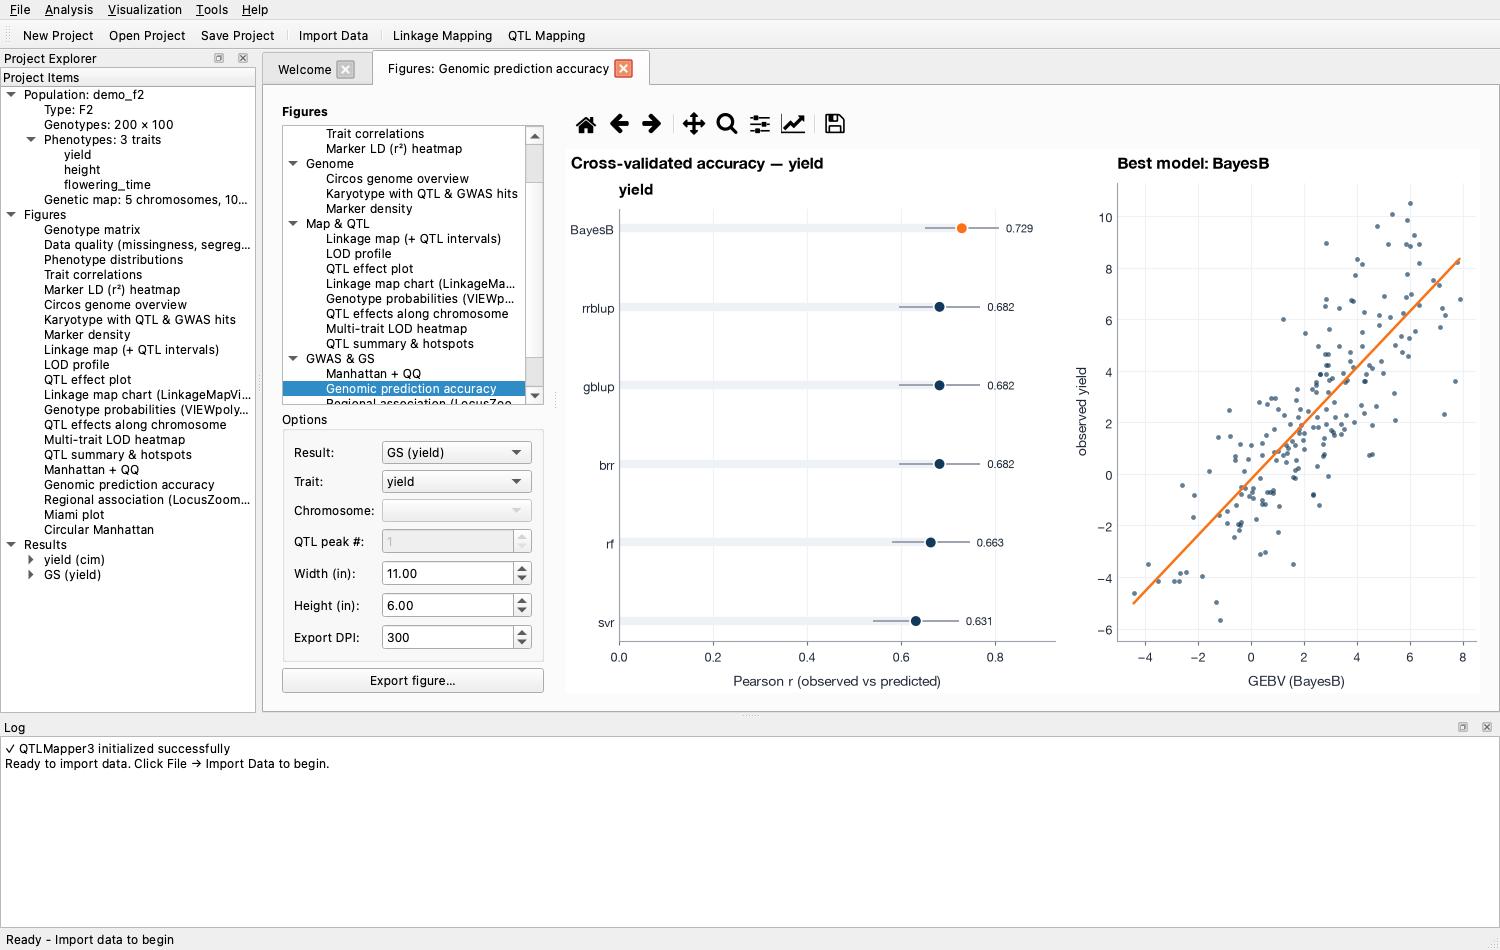 File Analysis Visualization Tools Help
New Project Open Project Save Project Import Data Linkage Mapping QTL Mapping
Project Explorer
Project Items
Population: demo_f2
Type: F2
Genotypes: 200 × 100
Phenotypes: 3 traits
yield
height
flowering_time
Genetic map: 5 chromosomes, 10...
Figures
Genotype matrix
Data quality (missingness, segreg...
Phenotype distributions
Trait correlations
Marker LD (r²) heatmap
Circos genome overview
Karyotype with QTL & GWAS hits
Marker density
Linkage map (+ QTL intervals)
LOD profile
QTL effect plot
Linkage map chart (LinkageMapVi...
Genotype probabilities (VIEWpoly...
QTL effects along chromosome
Multi-trait LOD heatmap
QTL summary & hotspots
Manhattan + QQ
Genomic prediction accuracy
Regional association (LocusZoom...
Miami plot
Circular Manhattan
Results
yield (cim)
GS (yield)
Welcome
Figures: Genomic prediction accuracy
Figures
Trait correlations
Marker LD (r²) heatmap
Genome
Circos genome overview
Karyotype with QTL & GWAS hits
Marker density
Map & QTL
Linkage map (+ QTL intervals)
LOD profile
QTL effect plot
Linkage map chart (LinkageMa...
Genotype probabilities (VIEWp...
QTL effects along chromosome
Multi-trait LOD heatmap
QTL summary & hotspots
GWAS & GS
Manhattan + QQ
Genomic prediction accuracy
Regional association (LocusZoo...
Options
Result: GS (yield)
Trait: yield
Chromosome:
QTL peak #: 1
Width (in): 11.00
Height (in): 6.00
Export DPI: 300
Export figure...
Cross-validated accuracy — yield
yield
BayesB 0.729
rrblup 0.682
gblup 0.682
brr 0.682
rf 0.663
svr 0.631
0.0 0.2 0.4 0.6 0.8
Pearson r (observed vs predicted)
Best model: BayesB
observed yield
10
8
6
4
2
0
−2
−4
−6
−4 −2 0 2 4 6 8
GEBV (BayesB)
Log
✓ QTLMapper3 initialized successfully
Ready to import data. Click File → Import Data to begin.
Ready - Import data to begin